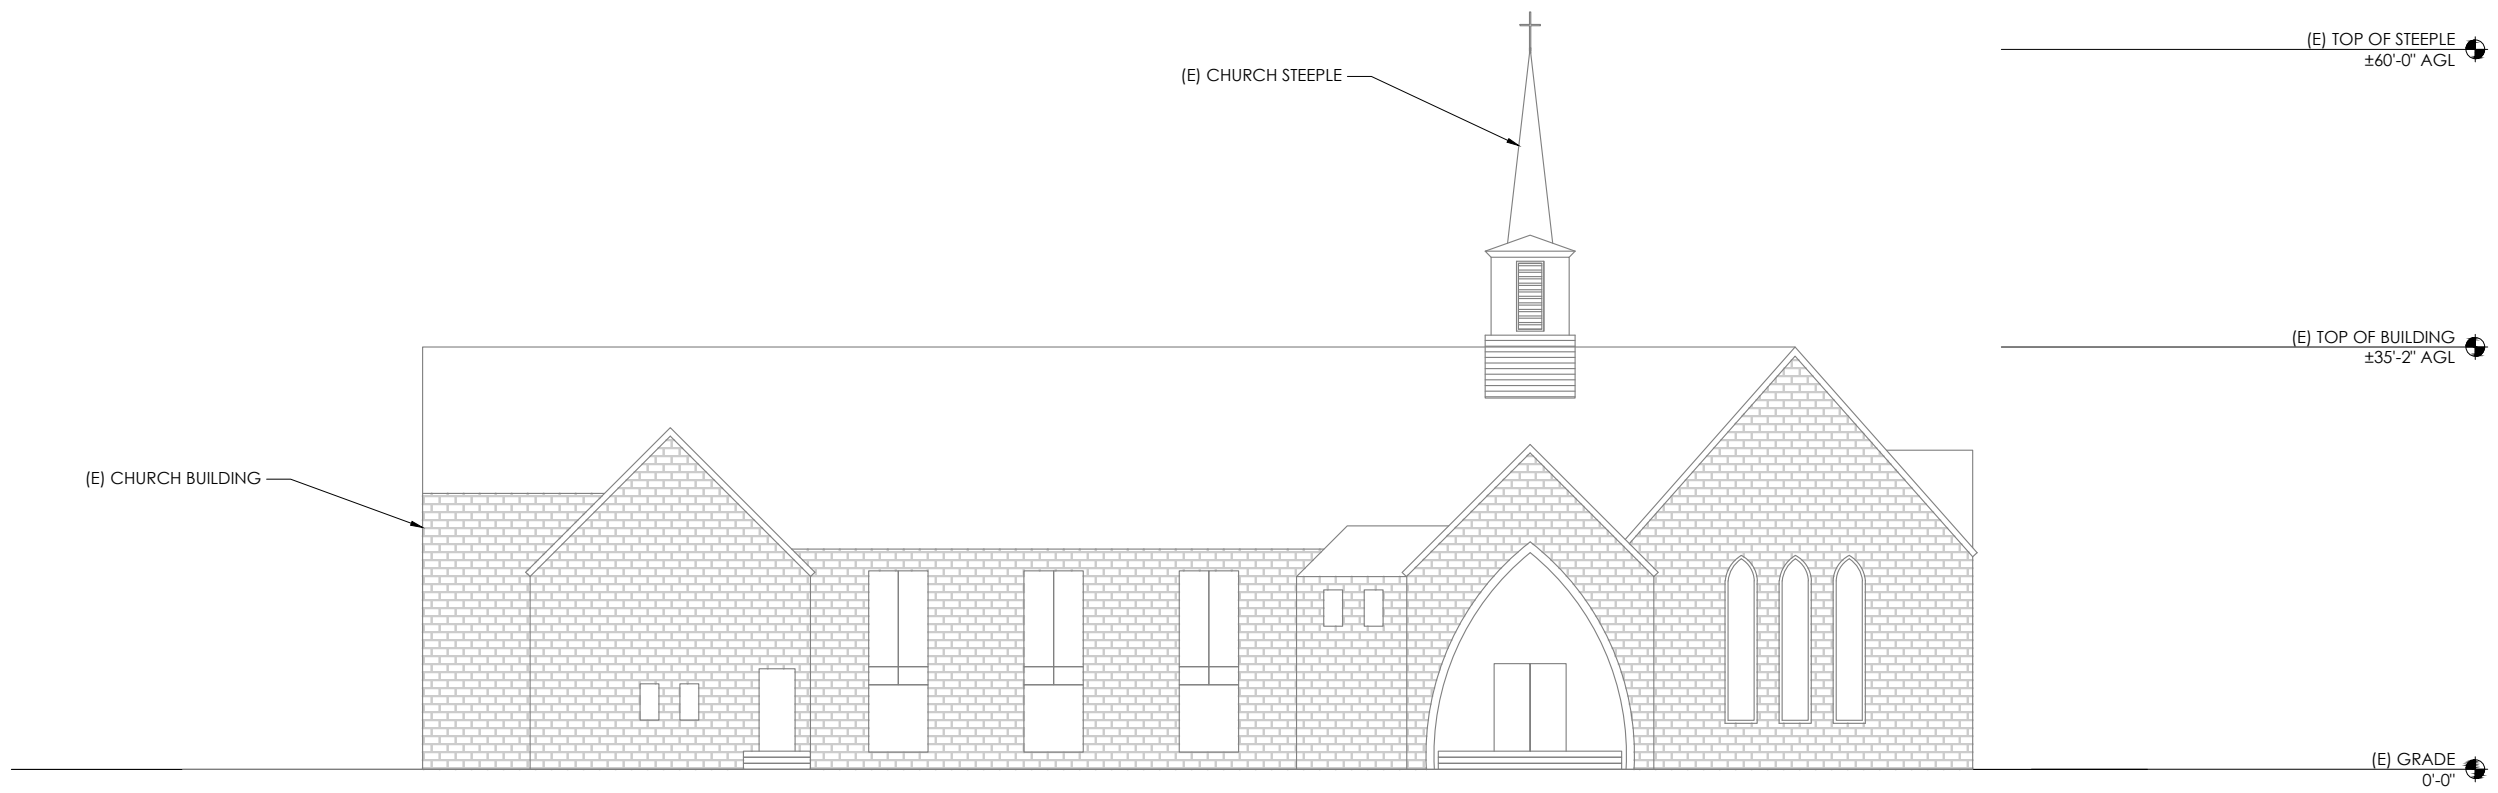 (E) TOP OF STEEPLE
±60'-0" AGL
(E) CHURCH STEEPLE
(E) TOP OF BUILDING
±35'-2" AGL
(E) CHURCH BUILDING
(E) GRADE
0'-0"